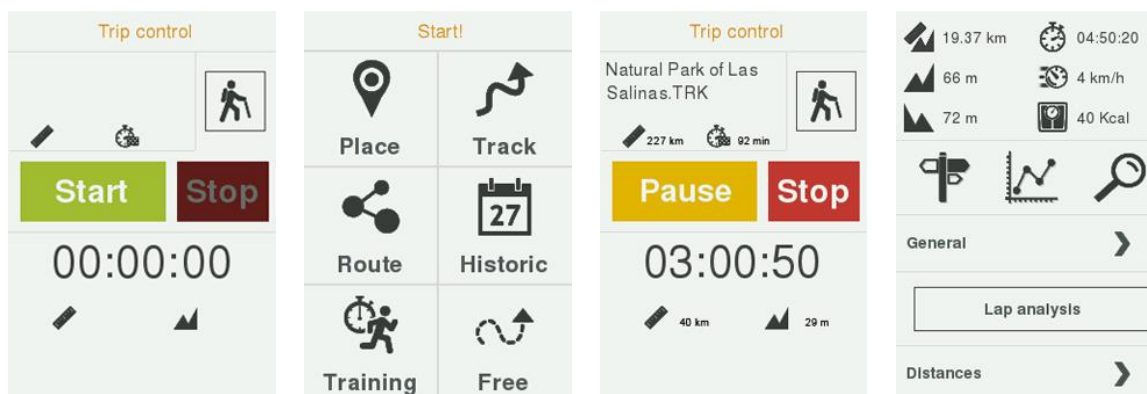 Trip control
Start
Stop
00:00:00
Start!
Place
Track
Route
27
Historic
Training
Free
Trip control
Natural Park of Las
Salinas.TRK
227 km
92 min
Pause
Stop
03:00:50
40 km
29 m
19.37 km
04:50:20
66 m
4 km/h
72 m
40 Kcal
General
Lap analysis
Distances